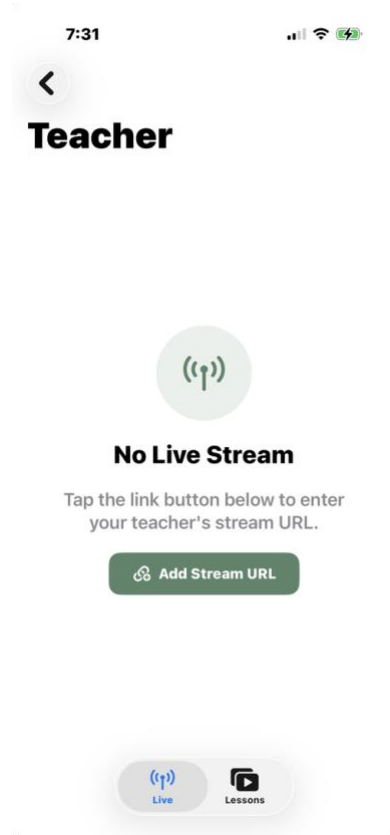 7:31
Teacher
No Live Stream
Tap the link button below to enter
your teacher's stream URL.
Add Stream URL
Live
Lessons